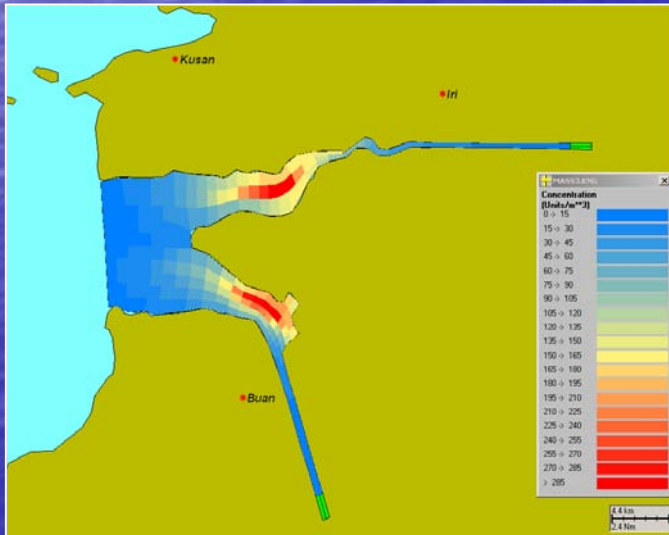 Kusan
Iri
Buan
Concentration
(Units/m**3)
0 -> 15
15 -> 30
30 -> 45
45 -> 60
60 -> 75
75 -> 90
90 -> 105
105 -> 120
120 -> 135
135 -> 150
150 -> 165
165 -> 180
180 -> 195
195 -> 210
210 -> 225
225 -> 240
240 -> 255
255 -> 270
270 -> 285
> 285
4.4 km
2.4 Nm